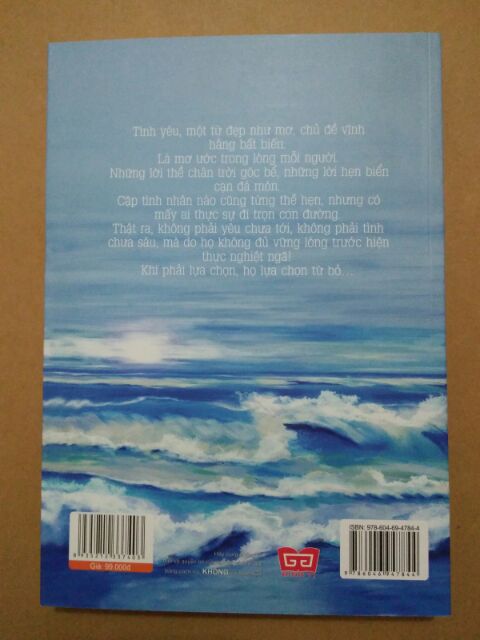 Tình yêu, một từ đẹp như mơ, chủ đề vĩnh
hằng bất biến.
Là mơ ước trong lòng mỗi người.
Những lời thề chân trời góc bể, những lời hẹn biển
cạn đá mòn.
Cặp tình nhân nào cũng từng thề hẹn, nhưng có
mấy ai thực sự đi trọn con đường.
Thật ra, không phải yêu chưa tới, không phải tình
chưa sâu, mà do họ không đủ vững lòng trước hiện
thực nghiệt ngã!
Khi phải lựa chọn, họ lựa chọn từ bỏ...
ISBN: 978-604-69-4784-4
9 786046 947844
Giá: 99.000đ
KHÔNG